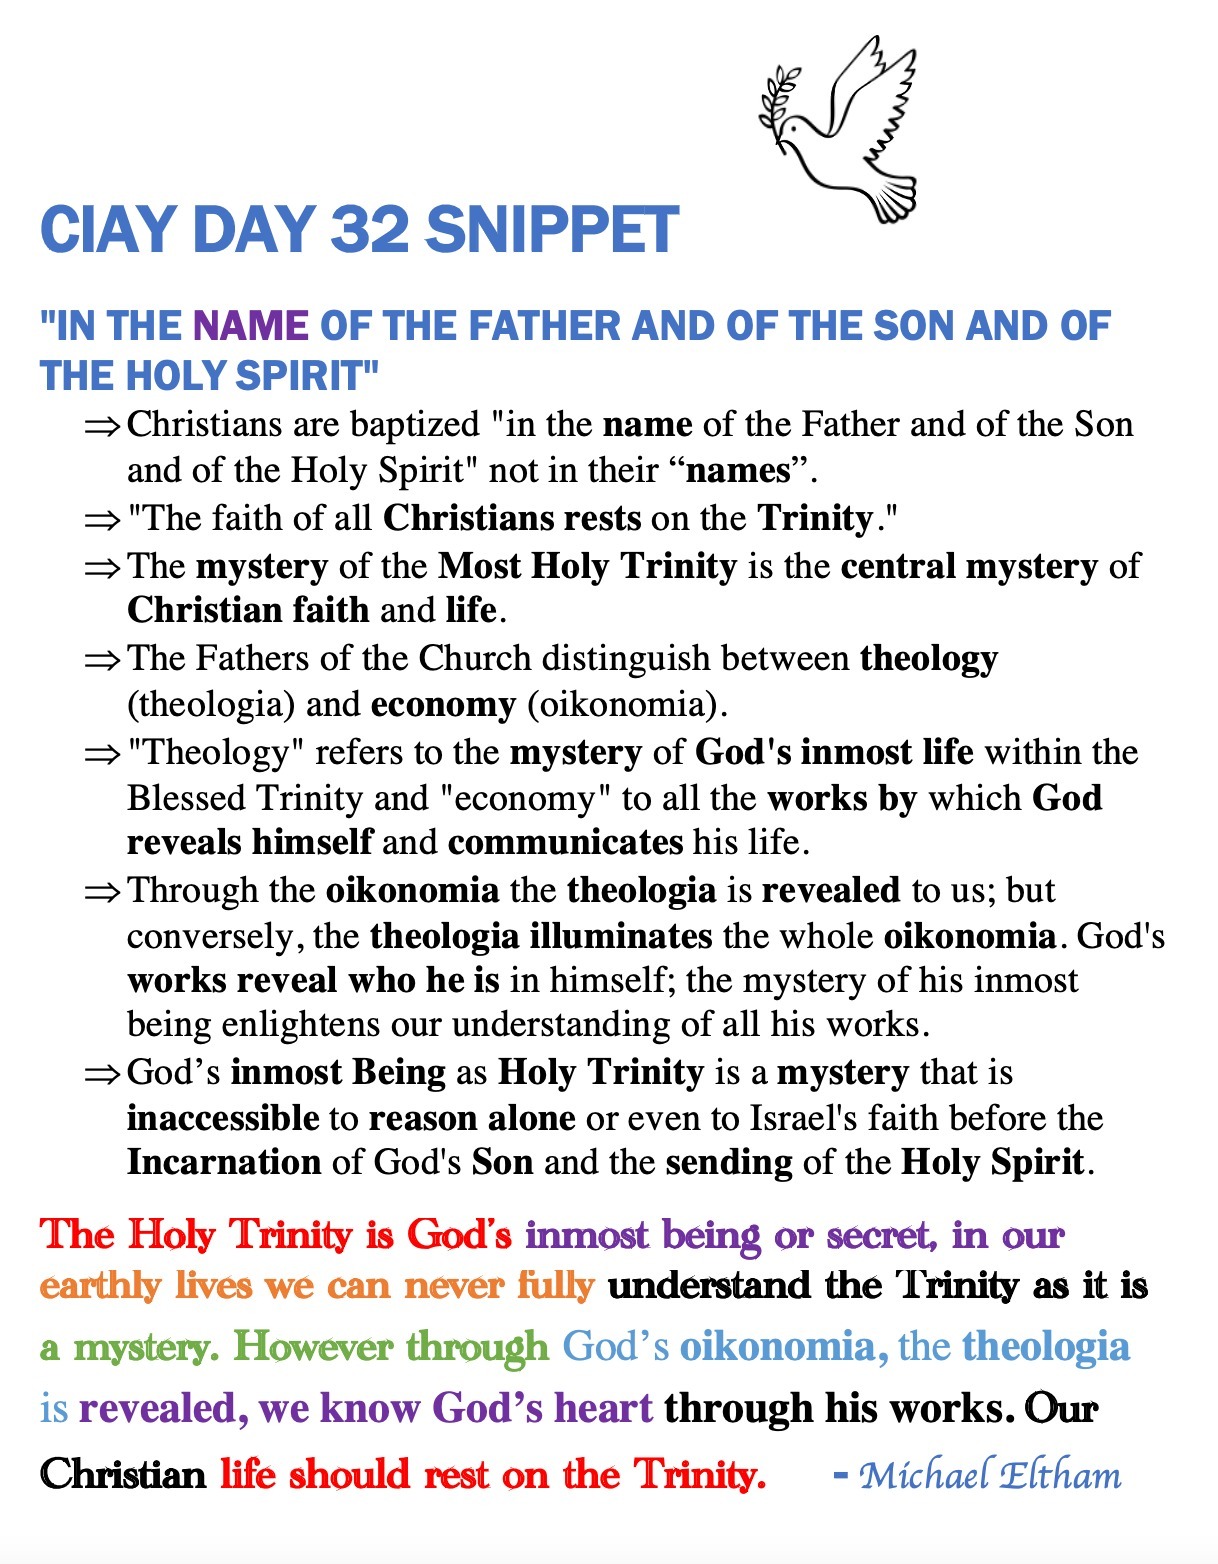 CIAY DAY 32 SNIPPET
"IN THE NAME OF THE FATHER AND OF THE SON AND OF
THE HOLY SPIRIT"
⇒ Christians are baptized "in the name of the Father and of the Son
and of the Holy Spirit" not in their “names”.
⇒ "The faith of all Christians rests on the Trinity."
⇒ The mystery of the Most Holy Trinity is the central mystery of
Christian faith and life.
⇒ The Fathers of the Church distinguish between theology
(theologia) and economy (oikonomia).
⇒ "Theology" refers to the mystery of God's inmost life within the
Blessed Trinity and "economy" to all the works by which God
reveals himself and communicates his life.
⇒ Through the oikonomia the theologia is revealed to us; but
conversely, the theologia illuminates the whole oikonomia. God's
works reveal who he is in himself; the mystery of his inmost
being enlightens our understanding of all his works.
⇒ God’s inmost Being as Holy Trinity is a mystery that is
inaccessible to reason alone or even to Israel's faith before the
Incarnation of God's Son and the sending of the Holy Spirit.
The Holy Trinity is God’s inmost being or secret, in our
earthly lives we can never fully understand the Trinity as it is
a mystery. However through God’s oikonomia, the theologia
is revealed, we know God’s heart through his works. Our
Christian life should rest on the Trinity. - Michael Eltham